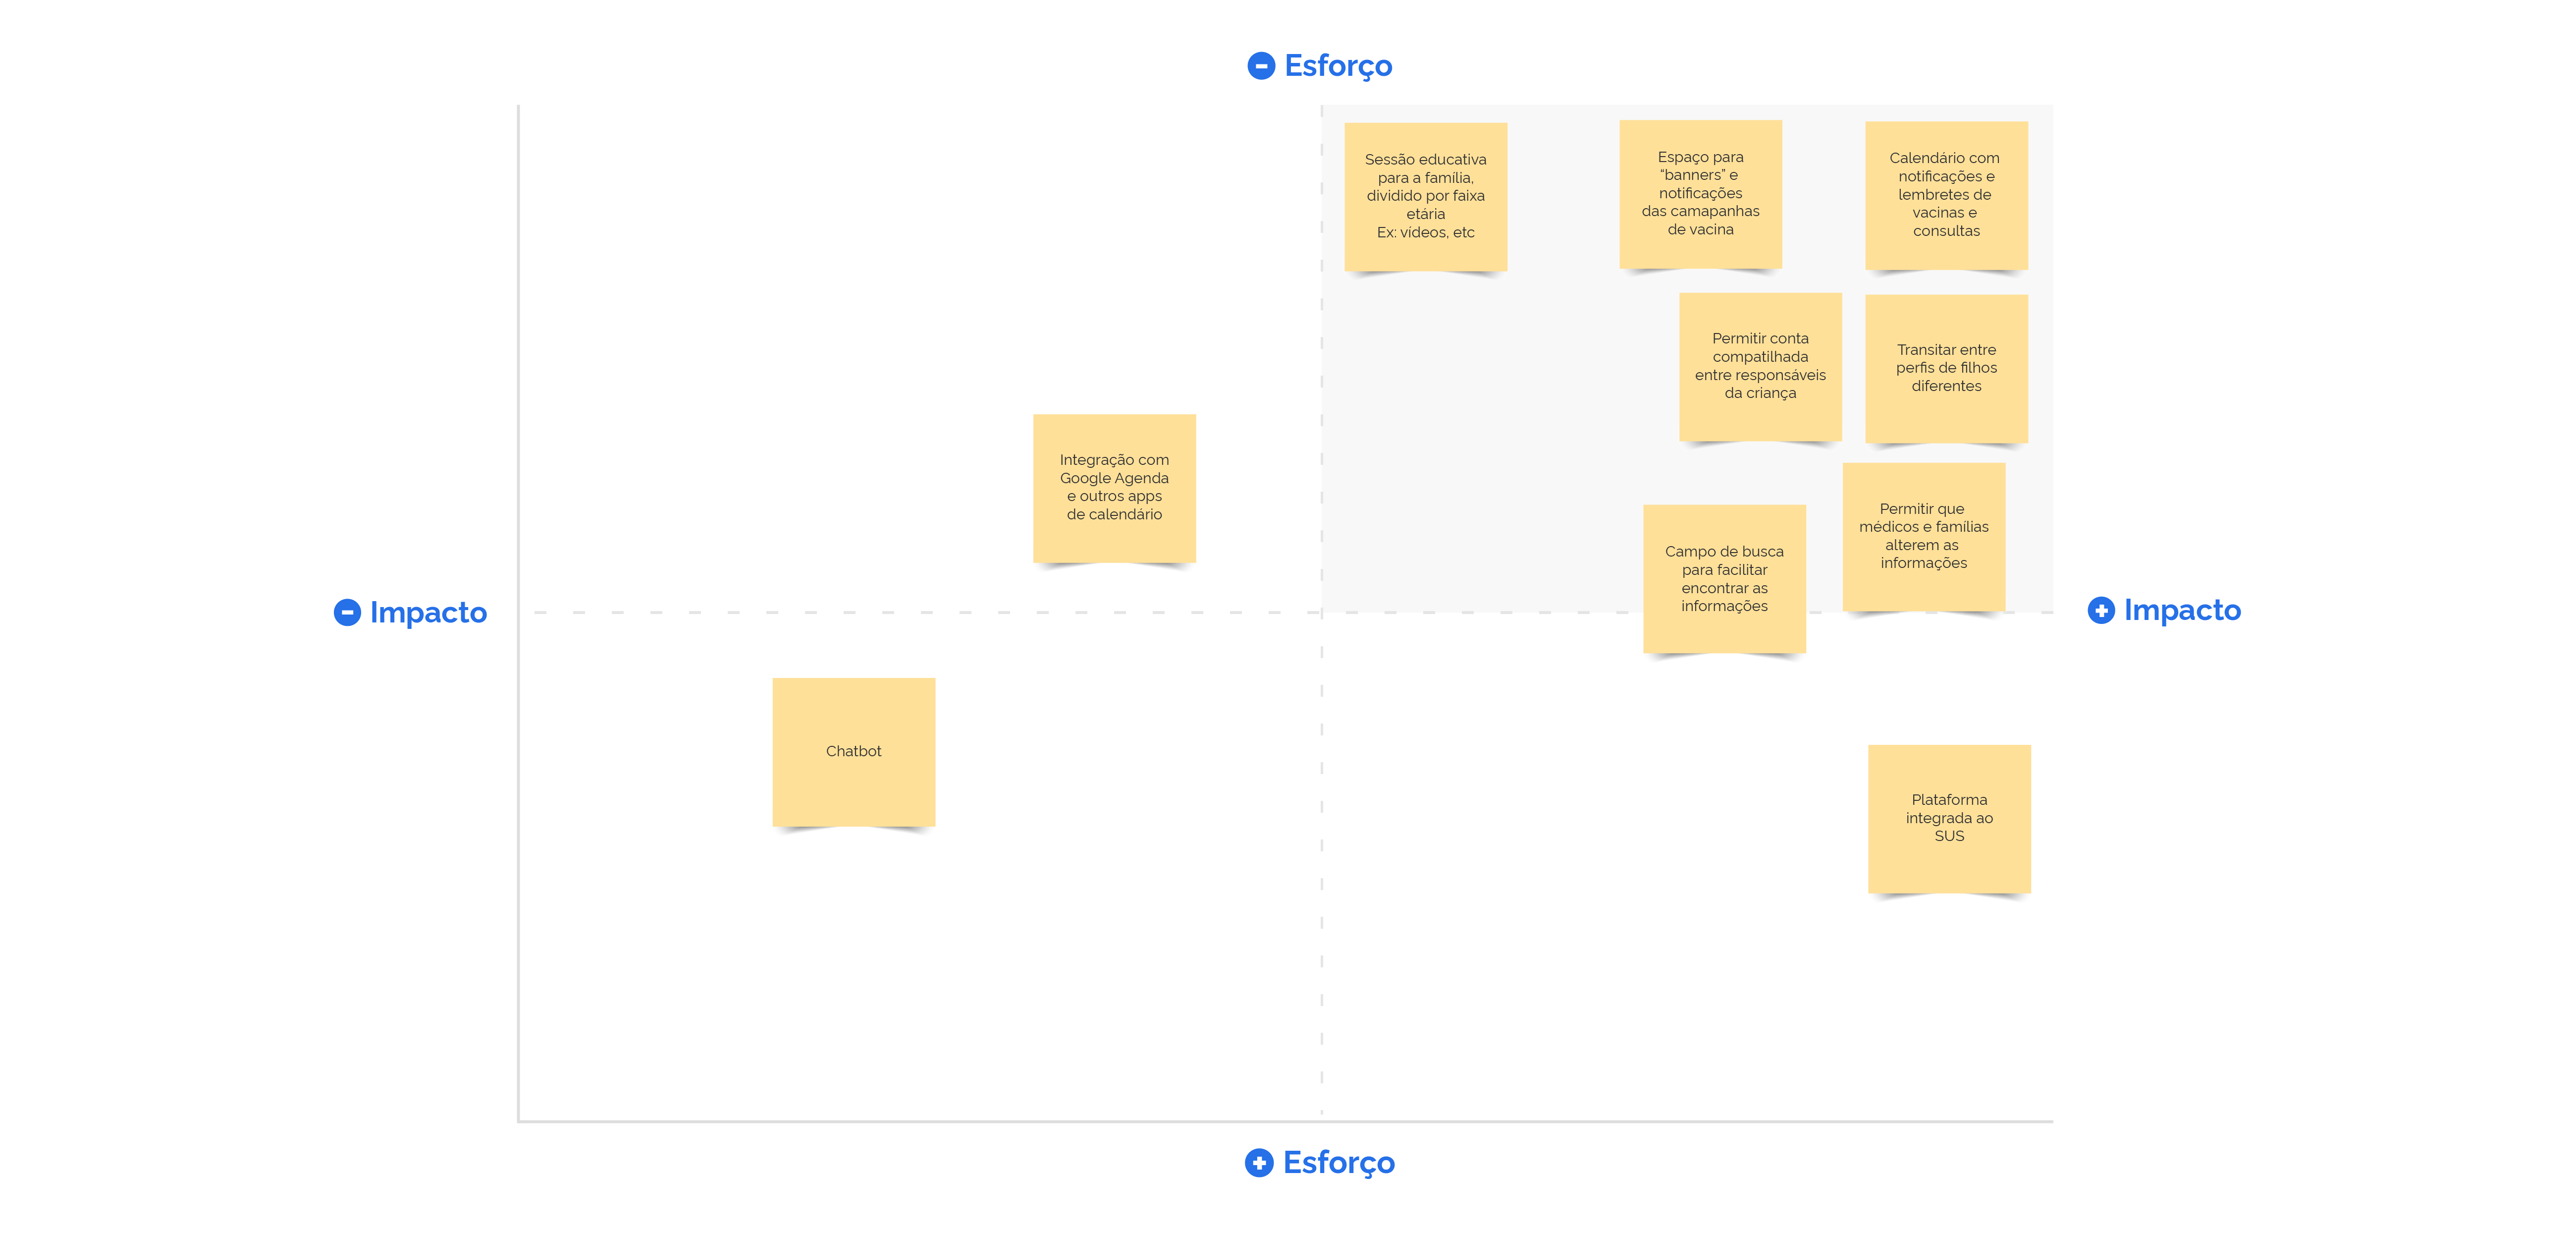 Esforço
Sessão educativa
para a família,
dividido por faixa
etária
Ex: vídeos, etc
Espaço para
“banners” e
notificações
das camapanhas
de vacina
Calendário com
notificações e
lembretes de
vacinas e
consultas
Permitir conta
compatilhada
entre responsáveis
da criança
Transitar entre
perfis de filhos
diferentes
Integração com
Google Agenda
e outros apps
de calendário
Campo de busca
para facilitar
encontrar as
informações
Permitir que
médicos e famílias
alterem as
informações
Impacto
Impacto
Chatbot
Plataforma
integrada ao
SUS
Esforço